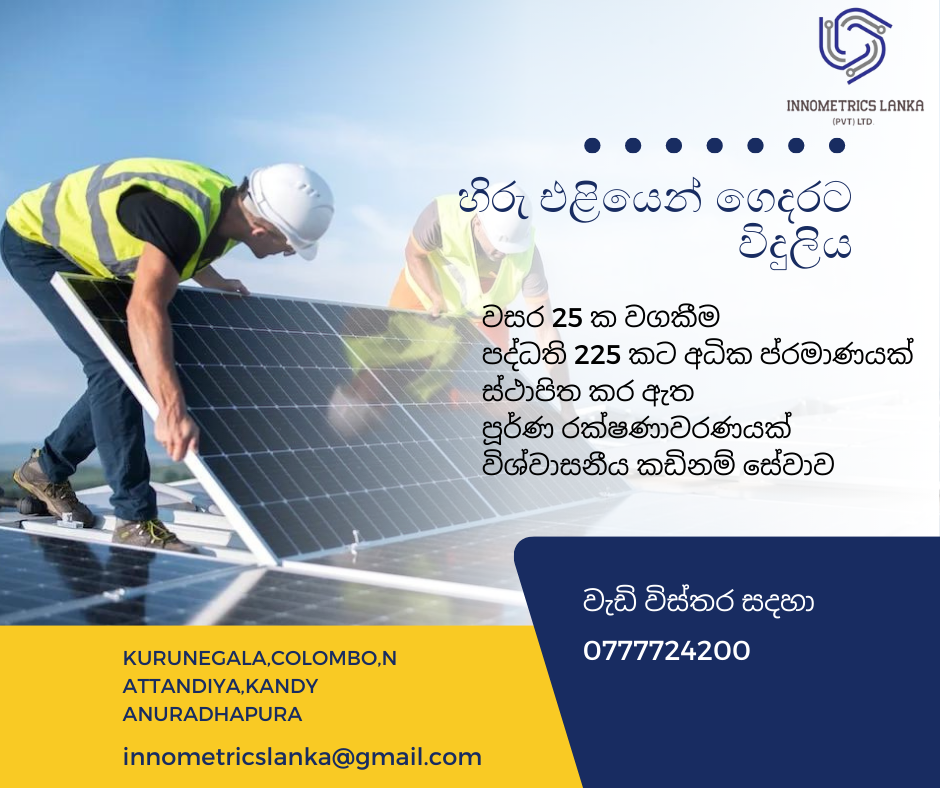 INNOMETRICS LANKA
(PVT) LTD.
හිරු එළියෙන් ගෙදරට
විදුලිය
වසර 25 ක වගකීම
පද්ධති 225 කට අධික ප්රමාණයක්
ස්ථාපිත කර ඇත
පූර්ණ රක්ෂණාවරණයක්
විශ්වාසනීය කඩිනම් සේවාව
වැඩි විස්තර සදහා
0777724200
KURUNEGALA,COLOMBO,N
ATTANDIYA,KANDY
ANURADHAPURA
innometricslanka@gmail.com